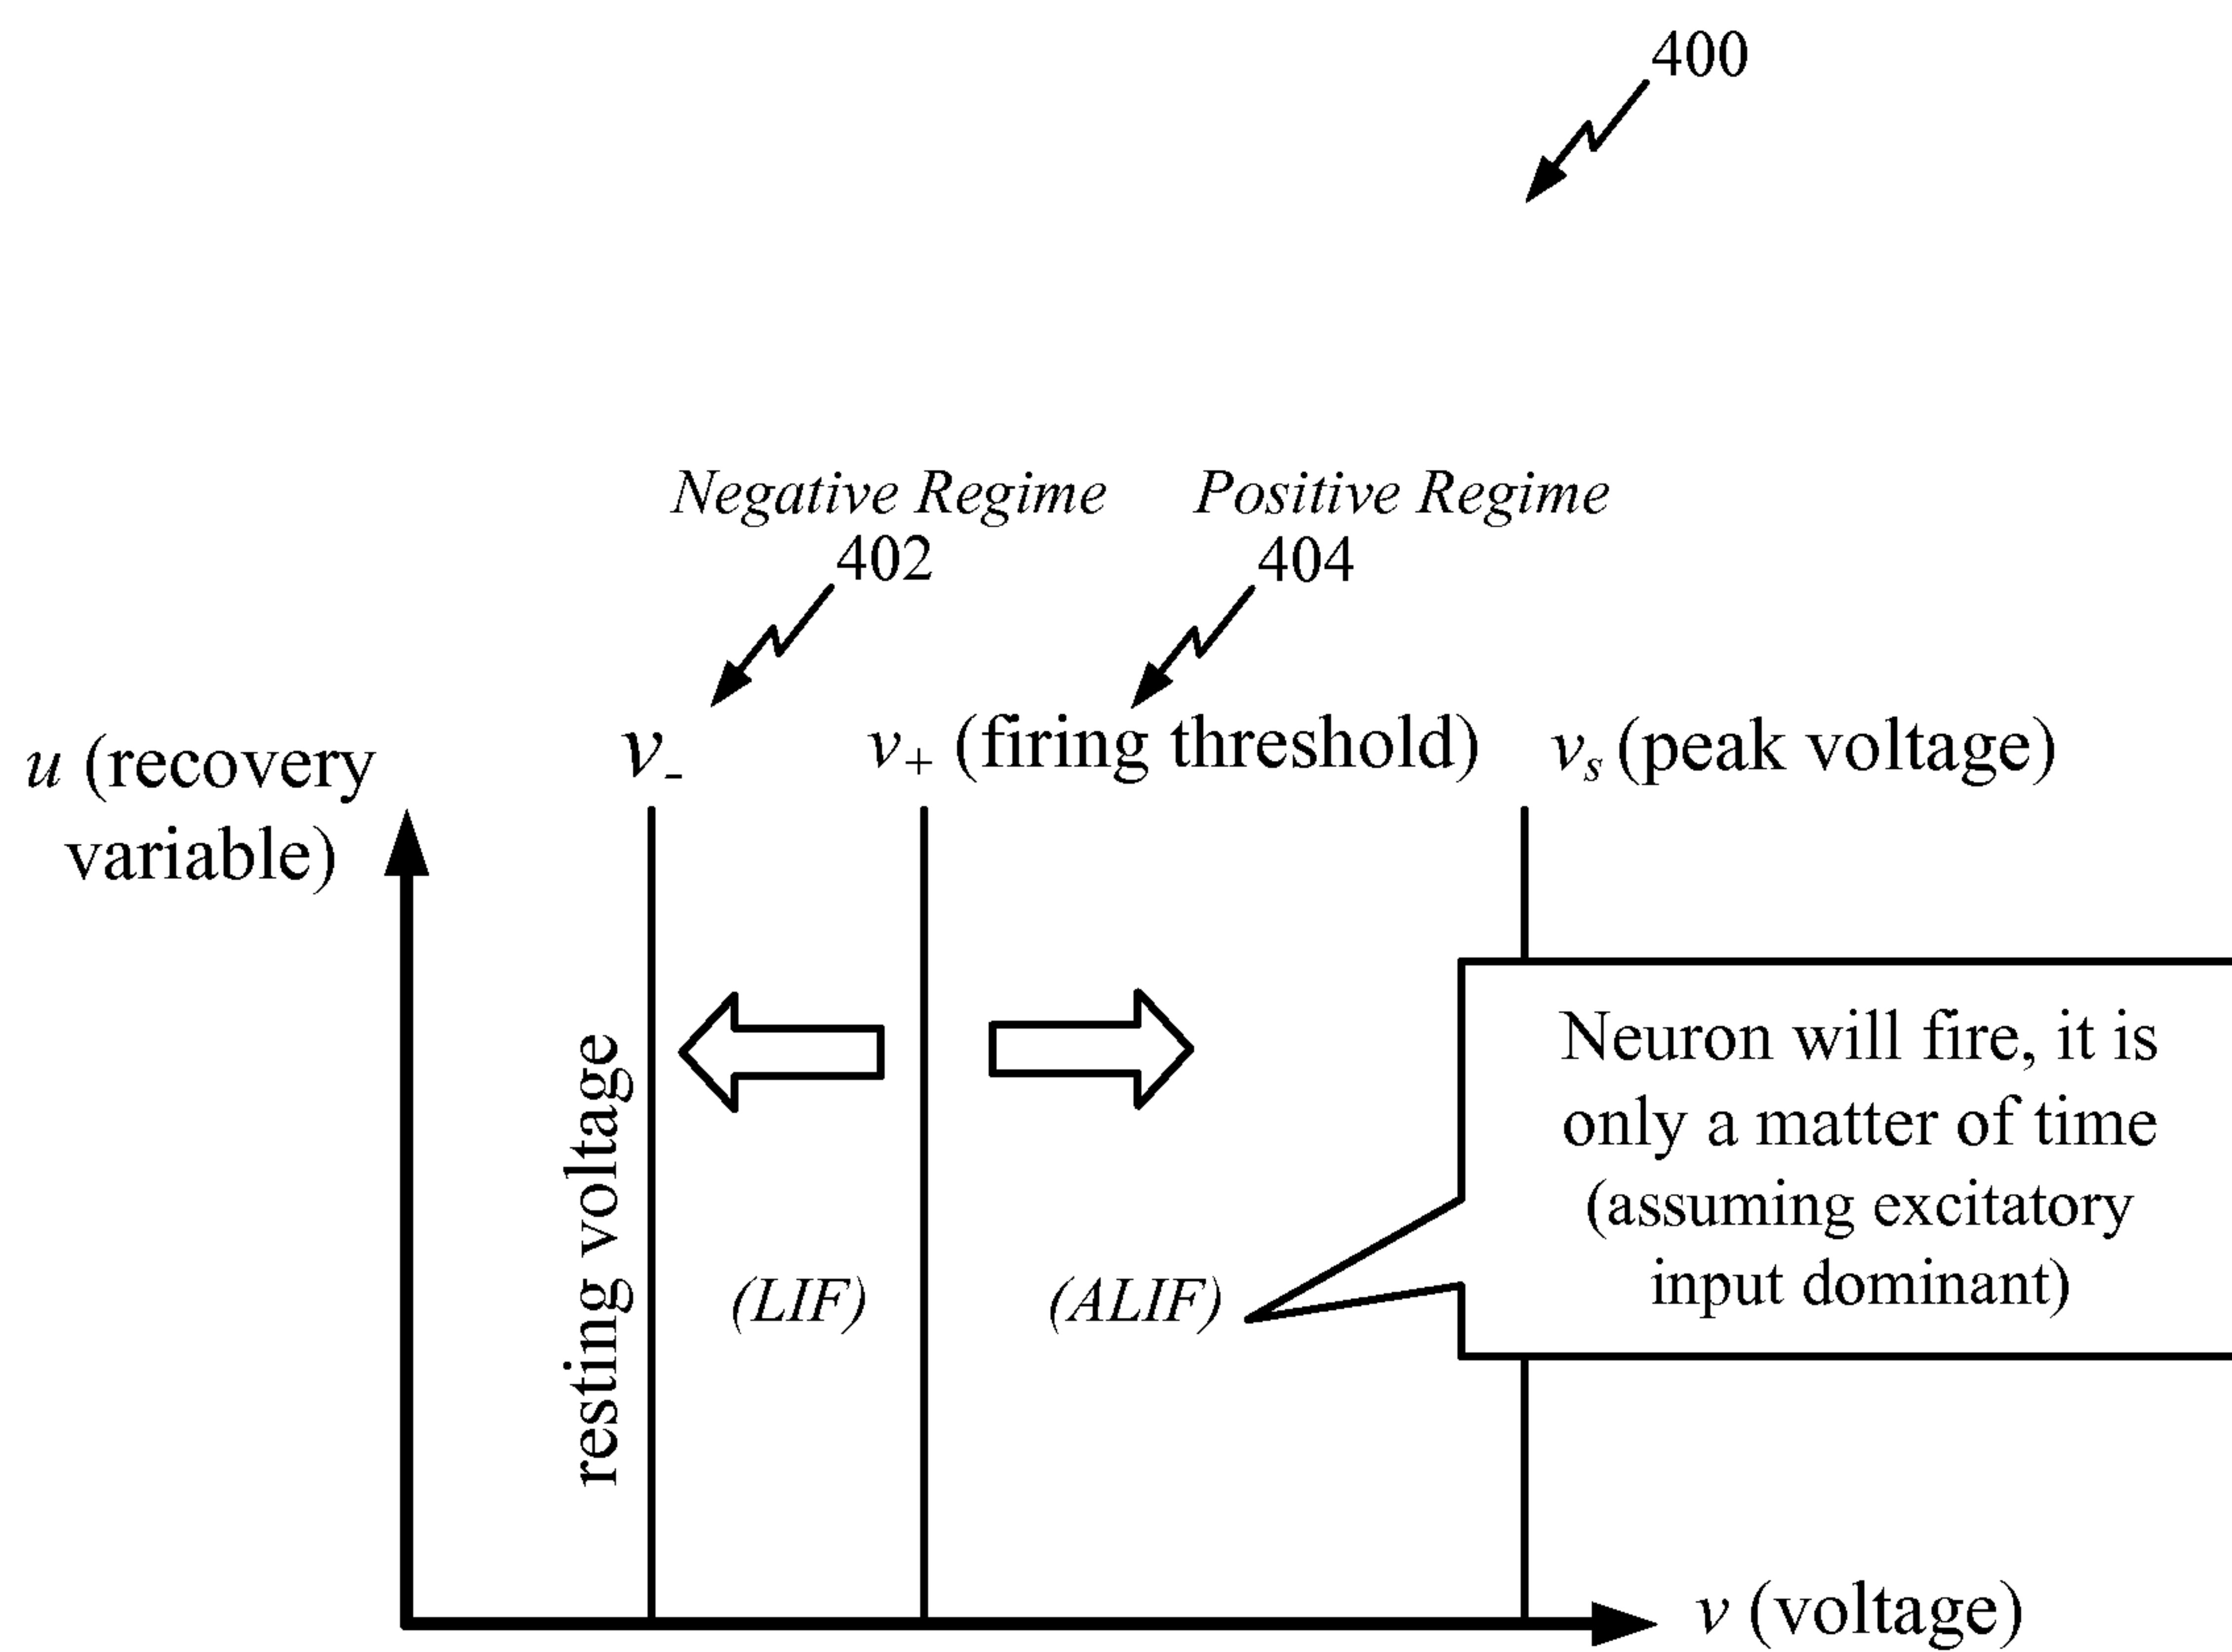 400
Negative Regime
402
Positive Regime
404
u (recovery
variable)
v-
v+ (firing threshold)
vs (peak voltage)
resting voltage
(LIF)
(ALIF)
Neuron will fire, it is
only a matter of time
(assuming excitatory
input dominant)
v (voltage)